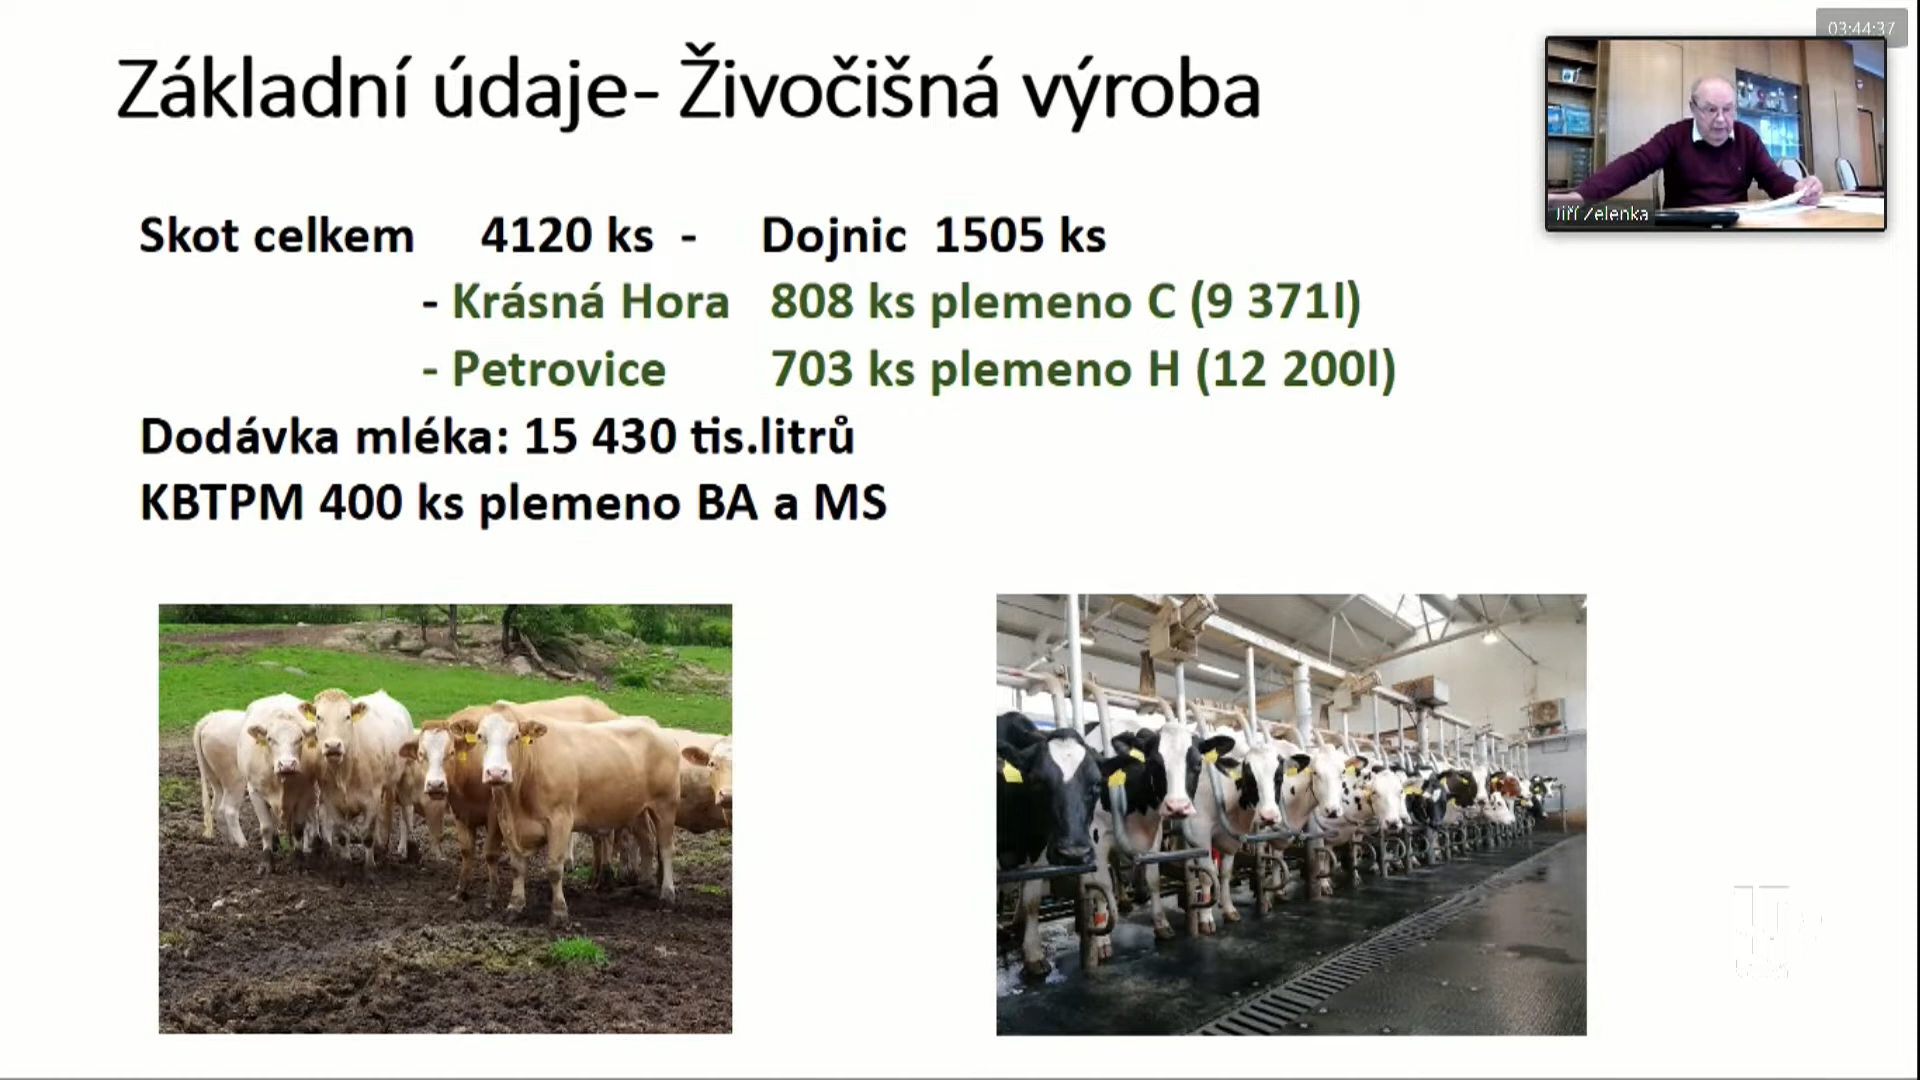 03:44:37
Základní údaje- Živočišná výroba
Jiří Zelenka
Skot celkem 4120 ks - Dojnic 1505 ks
- Krásná Hora 808 ks plemeno C (9 371l)
- Petrovice 703 ks plemeno H (12 200l)
Dodávka mléka: 15 430 tis.litrů
KBTPM 400 ks plemeno BA a MS